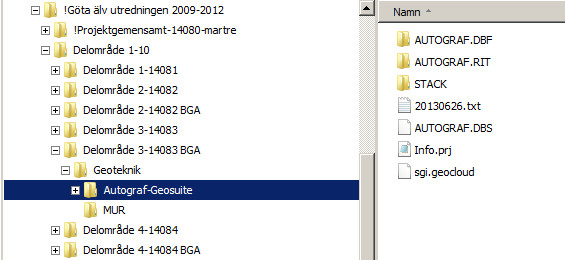 !Göta älv utredningen 2009-2012
!Projektgemensamt-14080-martre
Delområde 1-10
Delområde 1-14081
Delområde 2-14082
Delområde 2-14082 BGA
Delområde 3-14083
Delområde 3-14083 BGA
Geoteknik
Autograf-Geosuite
MUR
Delområde 4-14084
Delområde 4-14084 BGA
Namn
AUTOGRAF.DBF
AUTOGRAF.RIT
STACK
20130626.txt
AUTOGRAF.DBS
Info.prj
sgi.geocloud